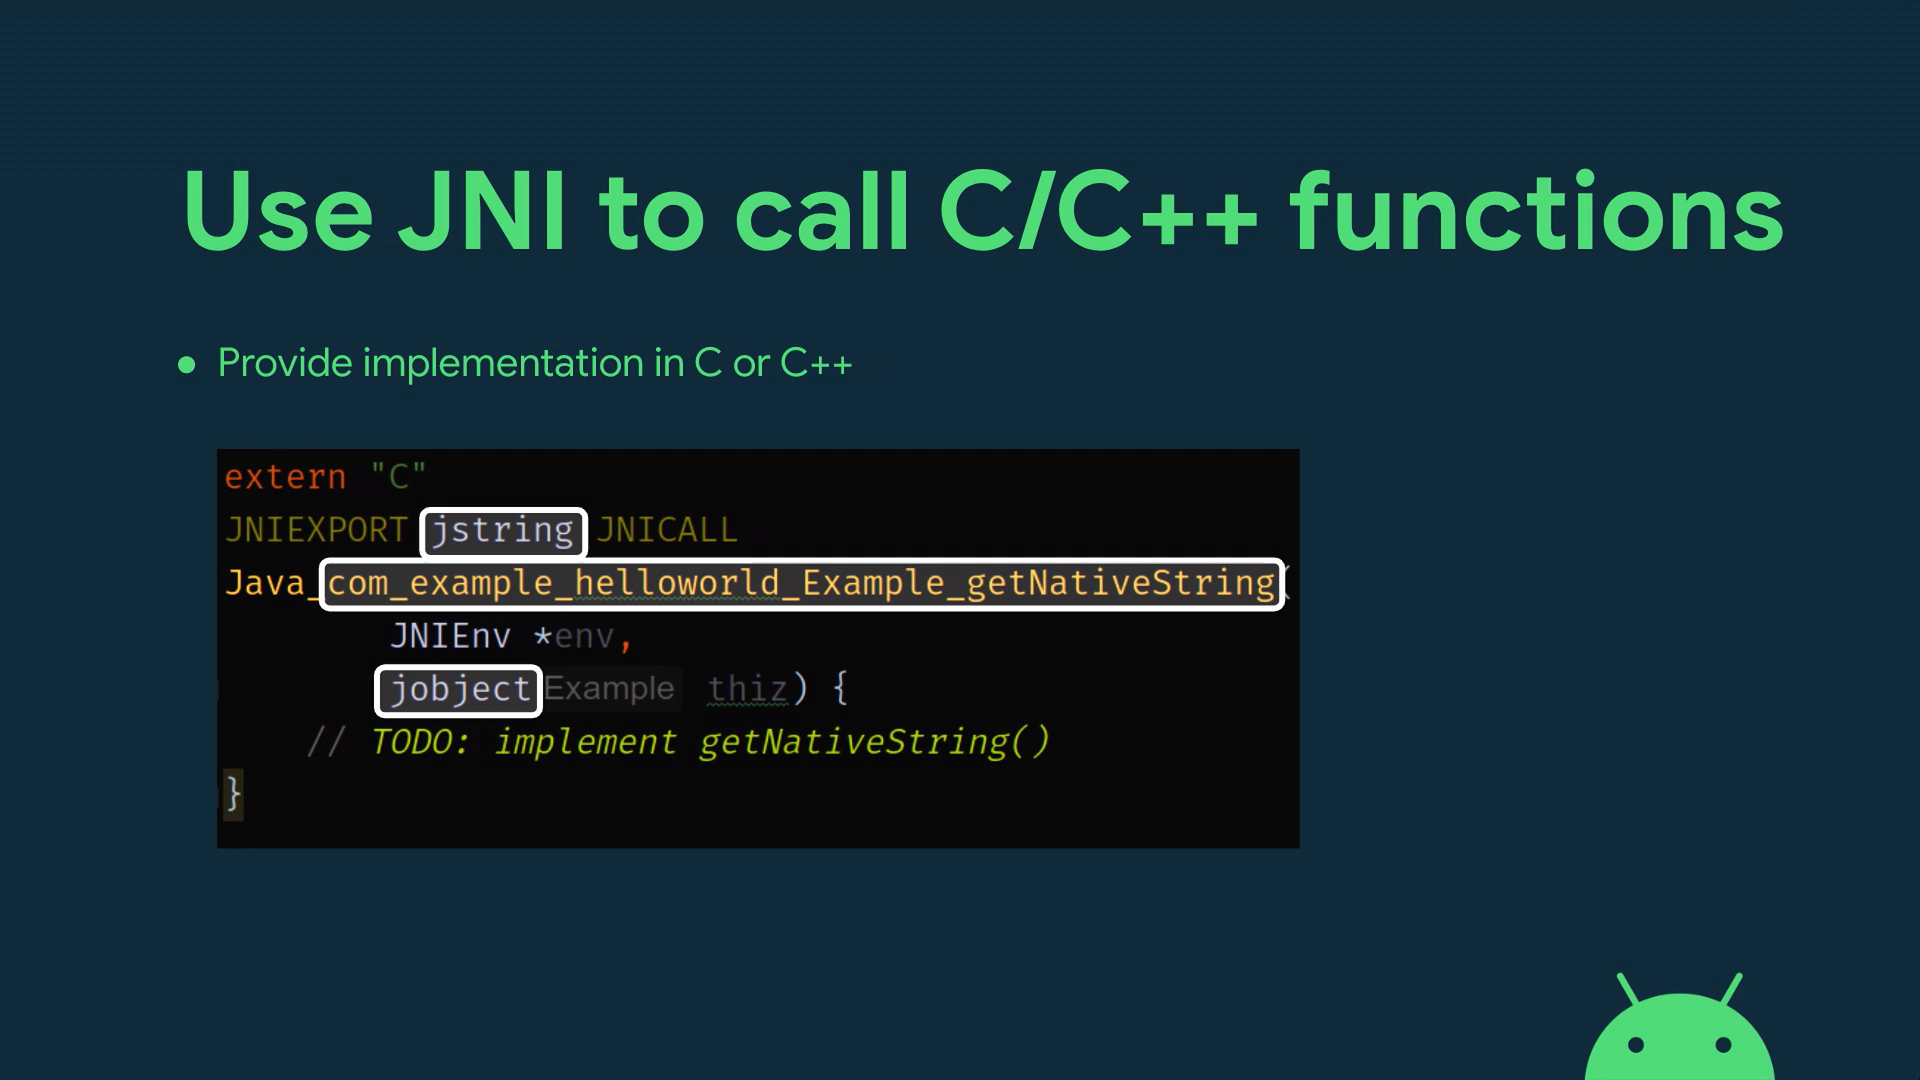 Use JNI to call C/C++ functions
● Provide implementation in C or C++
extern "C"
JNIEXPORT jstring JNICALL
Java_com_example_helloworld_Example_getNativeString(
JNIEnv *env,
jobject Example thiz) {
// TODO: implement getNativeString()
}